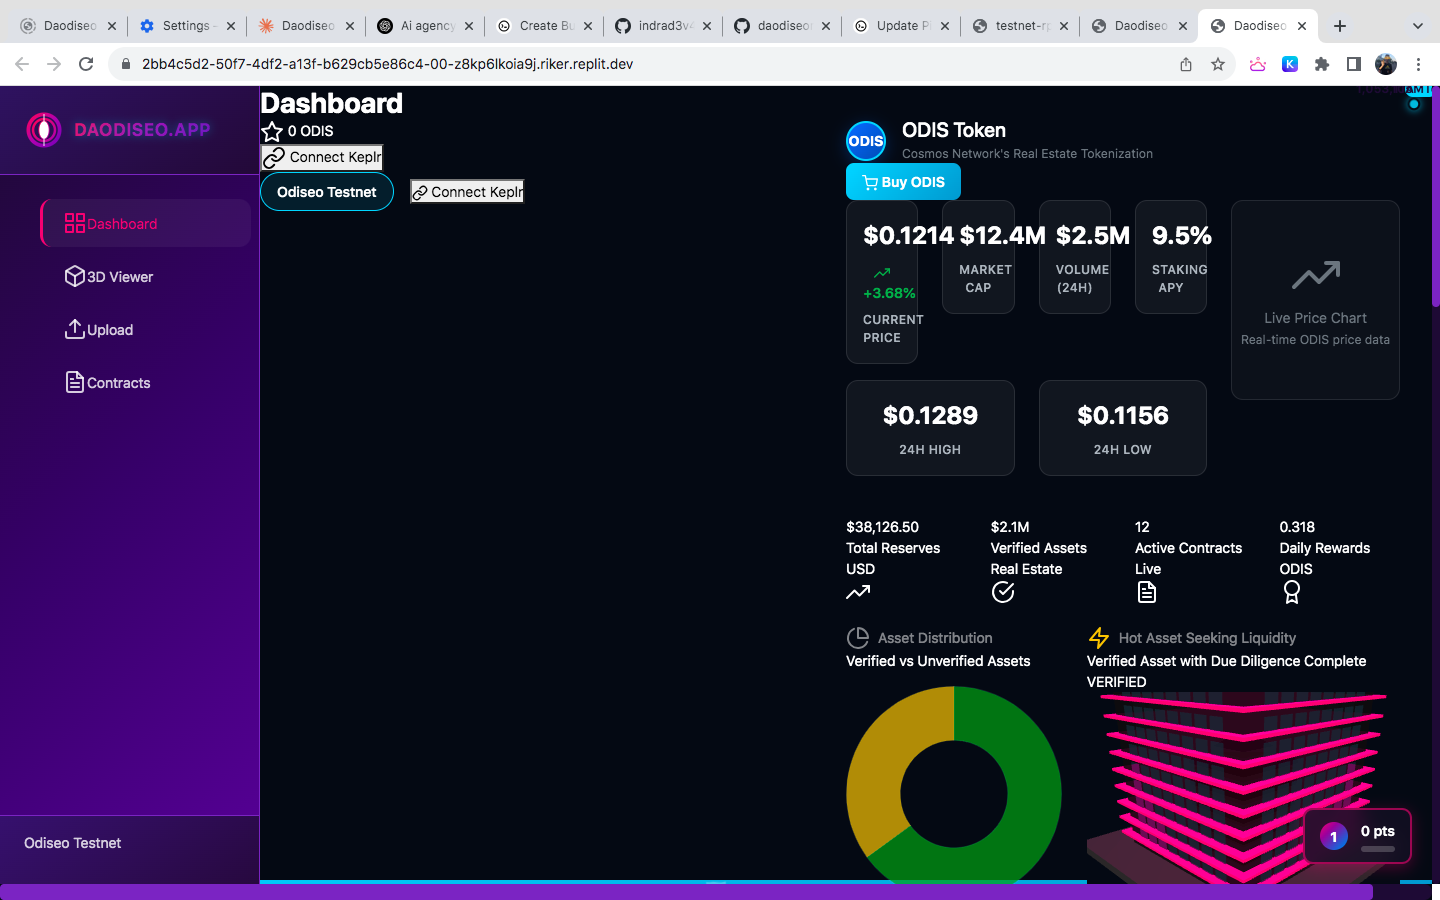 Daodiseo
Settings -
Daodiseo
Ai agency
Create Bu
indrad3v4
daodiseo
Update P
testnet-rp
Daodiseo
Daodiseo
2bb4c5d2-50f7-4df2-a13f-b629cb5e86c4-00-z8kp6lkoia9j.riker.replit.dev
K
DAODISEO.APP
Dashboard
3D Viewer
Upload
Contracts
Odiseo Testnet
Dashboard
0 ODIS
Connect Keplr
Odiseo Testnet
Connect Keplr
ODIS
ODIS Token
Cosmos Network's Real Estate Tokenization
Buy ODIS
$0.1214
+3.68%
CURRENT
PRICE
$12.4M
MARKET
CAP
$2.5M
VOLUME
(24H)
9.5%
STAKING
APY
Live Price Chart
Real-time ODIS price data
$0.1289
24H HIGH
$0.1156
24H LOW
$38,126.50
Total Reserves
USD
$2.1M
Verified Assets
Real Estate
12
Active Contracts
Live
0.318
Daily Rewards
ODIS
Asset Distribution
Verified vs Unverified Assets
Hot Asset Seeking Liquidity
Verified Asset with Due Diligence Complete
VERIFIED
1
0 pts